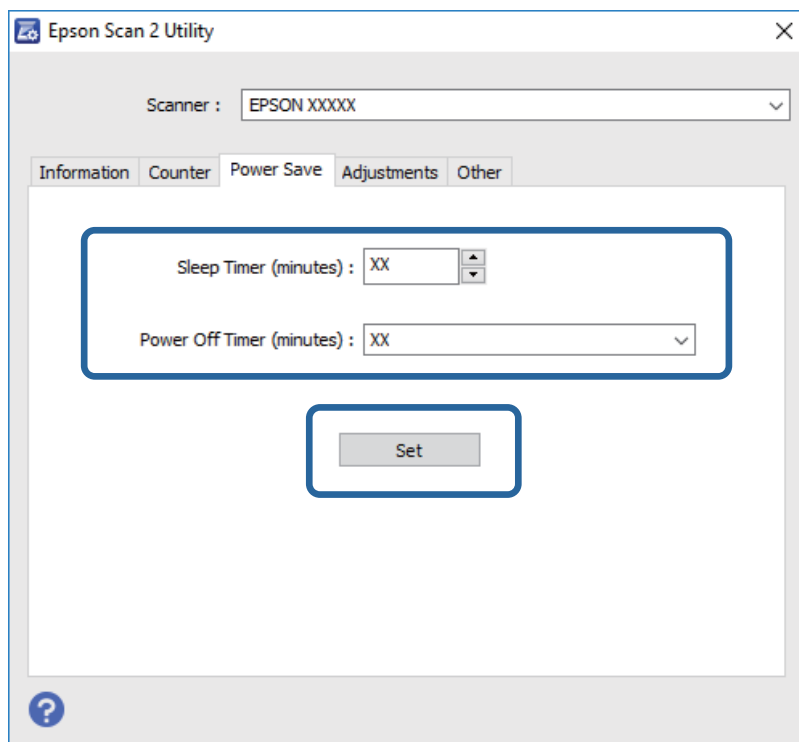 Epson Scan 2 Utility
Scanner : EPSON XXXXX
Information Counter Power Save Adjustments Other
Sleep Timer (minutes) : XX
Power Off Timer (minutes) : XX
Set
?